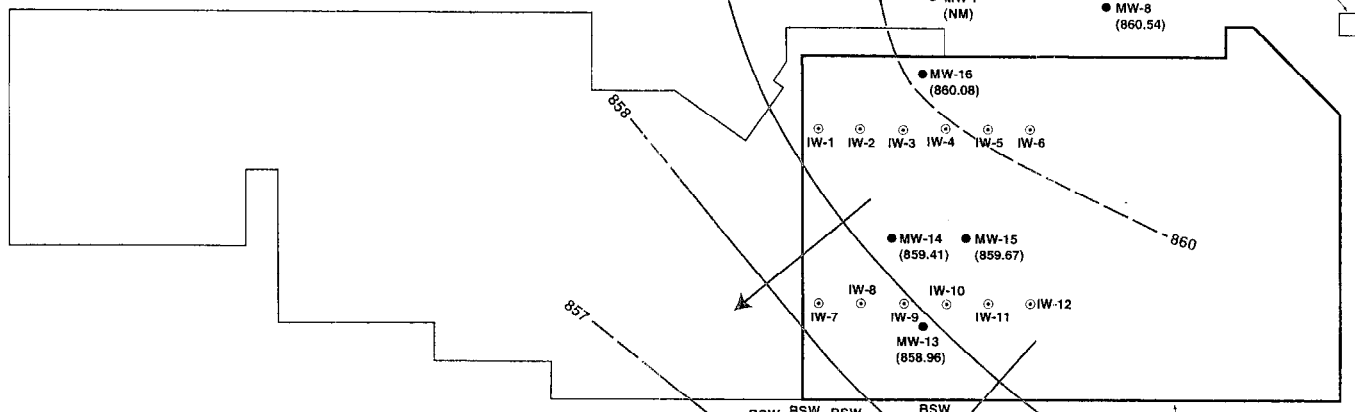 MW-8
(NM)
(860.54)
MW-16
(860.08)
858
IW-1 IW-2 IW-3 IW-4 IW-5 IW-6
MW-14 MW-15
(859.41) (859.67)
860
IW-8 IW-10
IW-12
IW-7 IW-9 IW-11
857
MW-13
(858.96)
BSW BSW BSW